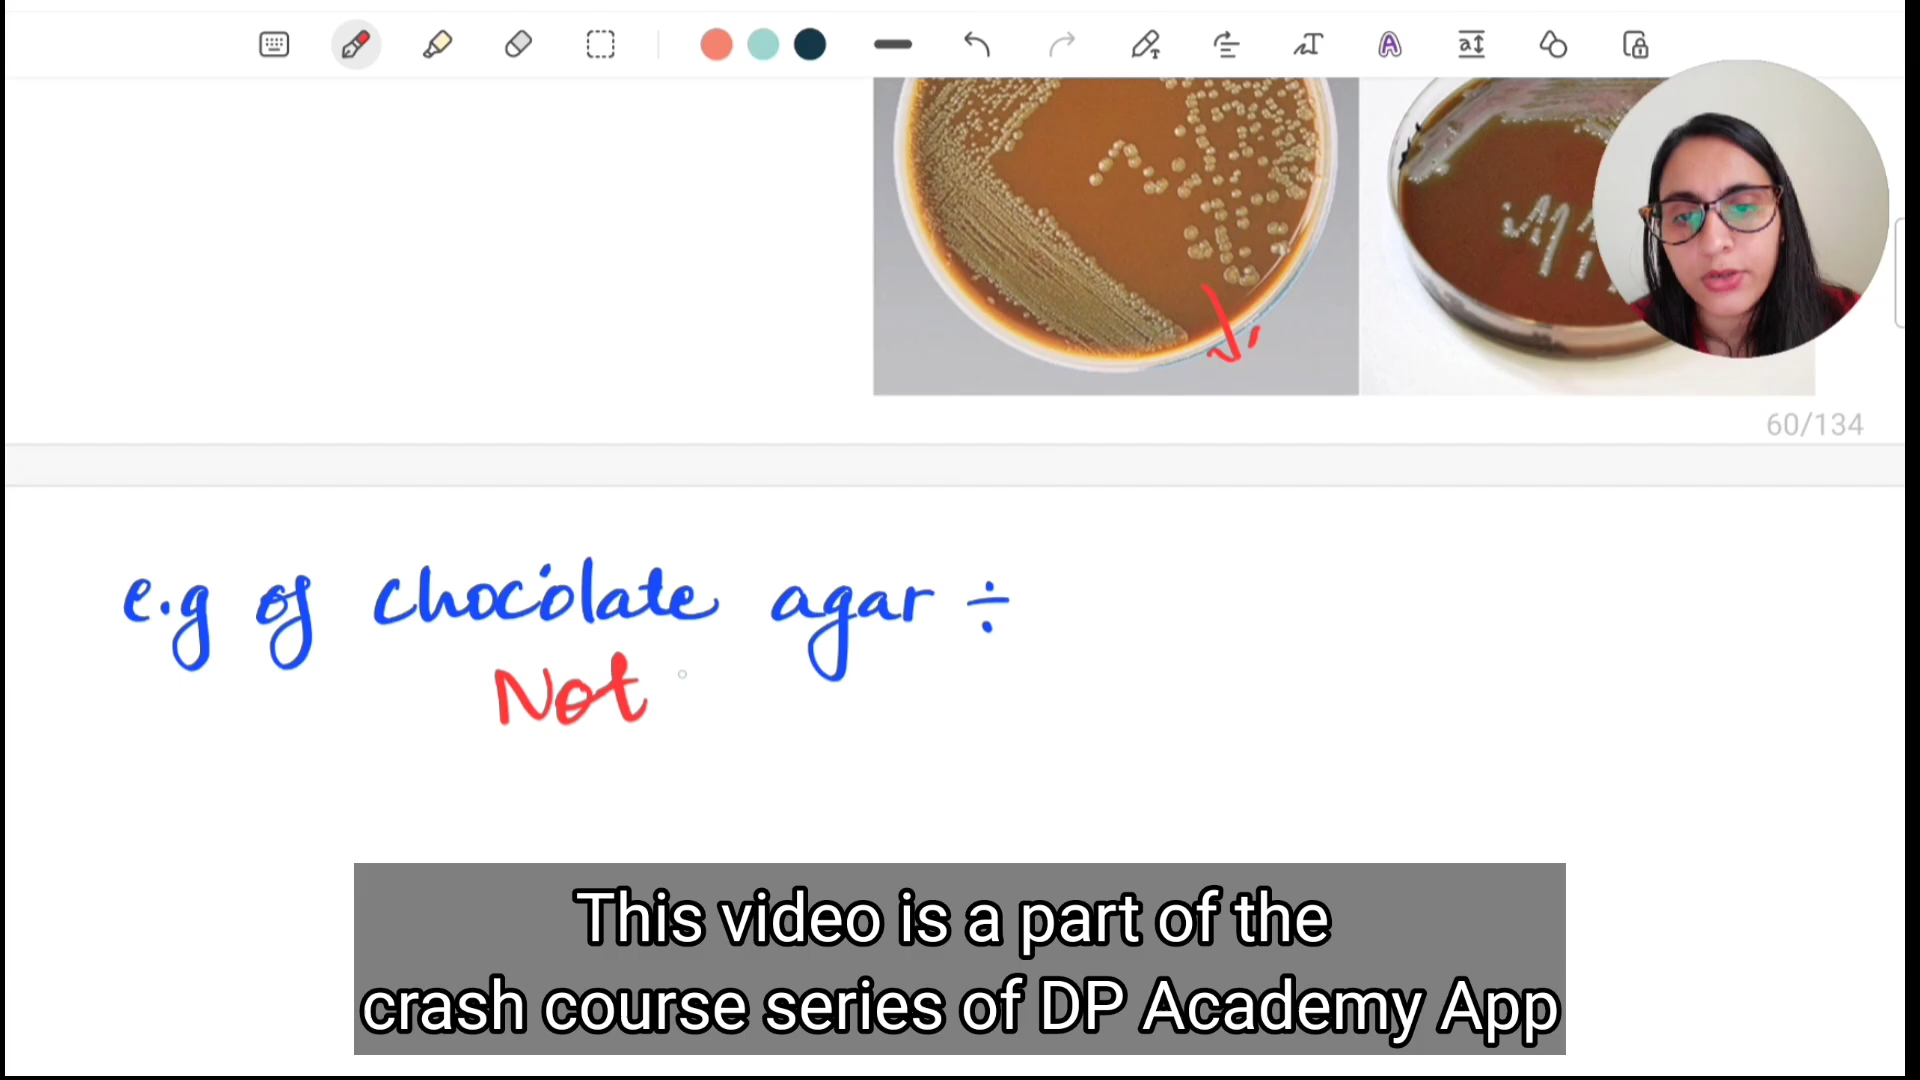 60/134
e.g of chocolate agar ÷
Not
This video is a part of the
crash course series of DP Academy App